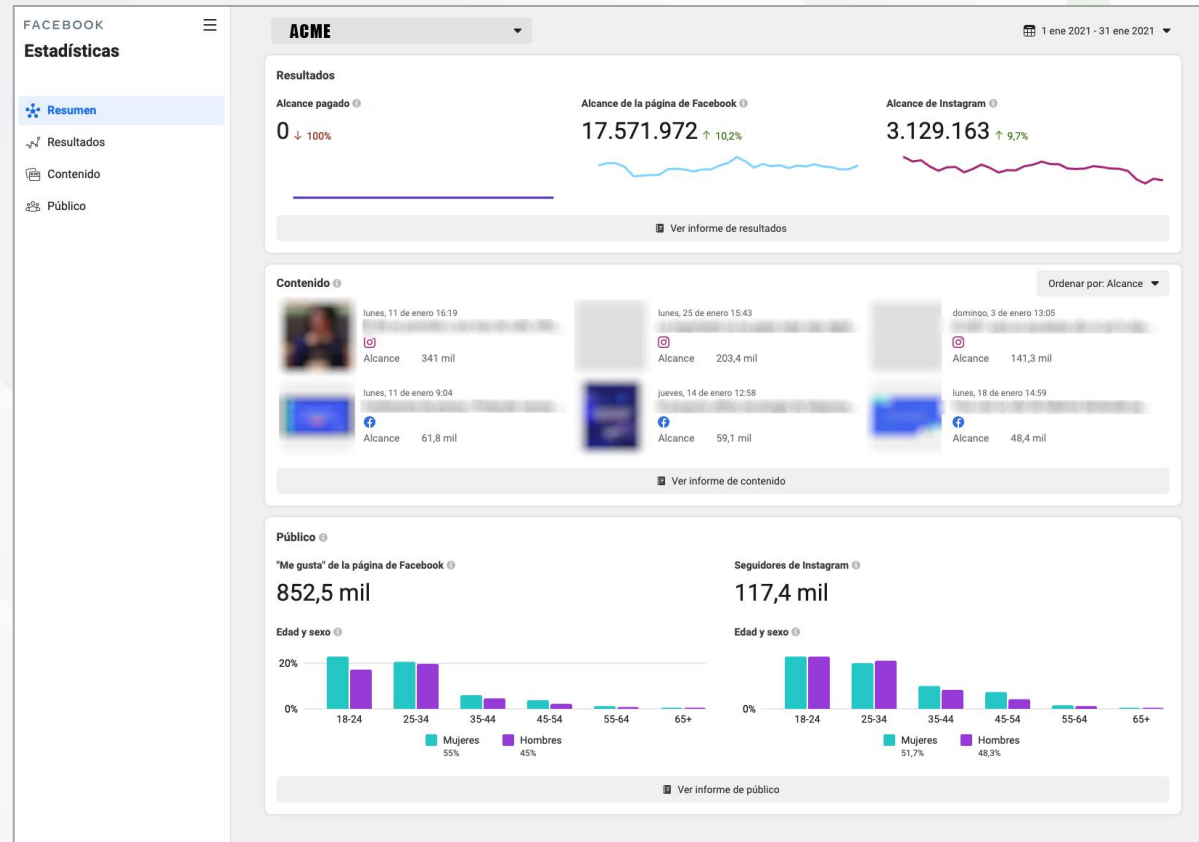 FACEBOOK
Estadísticas
Resumen
Resultados
Contenido
Público
ACME
1 ene 2021 - 31 ene 2021
Resultados
Alcance pagado
0 ↓ 100%
Alcance de la página de Facebook
17.571.972 ↑ 10,2%
Alcance de Instagram
3.129.163 ↑ 9,7%
Ver informe de resultados
Contenido
Ordenar por: Alcance
lunes, 11 de enero 16:19
Alcance 341 mil
lunes, 25 de enero 15:43
Alcance 203,4 mil
domingo, 3 de enero 13:05
Alcance 141,3 mil
lunes, 11 de enero 9:04
Alcance 61,8 mil
jueves, 14 de enero 12:58
Alcance 59,1 mil
lunes, 18 de enero 14:59
Alcance 48,4 mil
Ver informe de contenido
Público
"Me gusta" de la página de Facebook
852,5 mil
Edad y sexo
20%
0%
18-24 25-34 35-44 45-54 55-64 65+
Mujeres Hombres
55% 45%
Seguidores de Instagram
117,4 mil
Edad y sexo
0%
18-24 25-34 35-44 45-54 55-64 65+
Mujeres Hombres
51,7% 48,3%
Ver informe de público